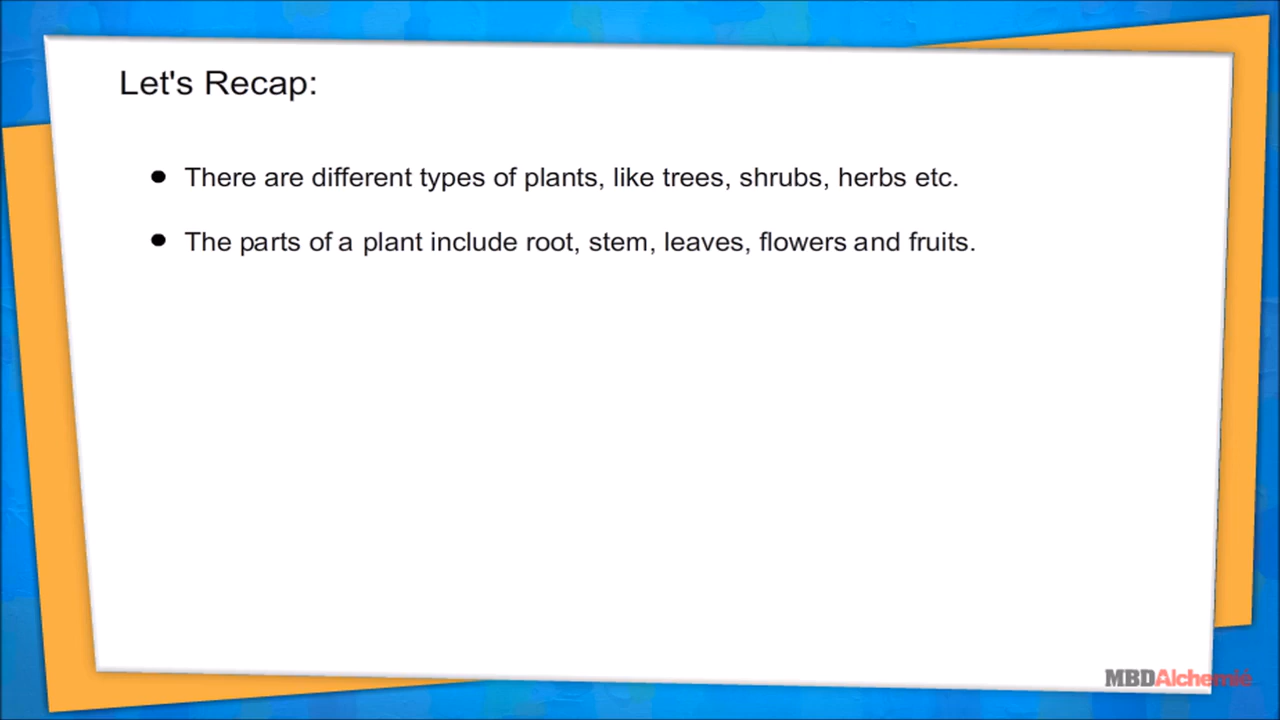 Let's Recap:
● There are different types of plants, like trees, shrubs, herbs etc.
● The parts of a plant include root, stem, leaves, flowers and fruits.
MBDAlchemié